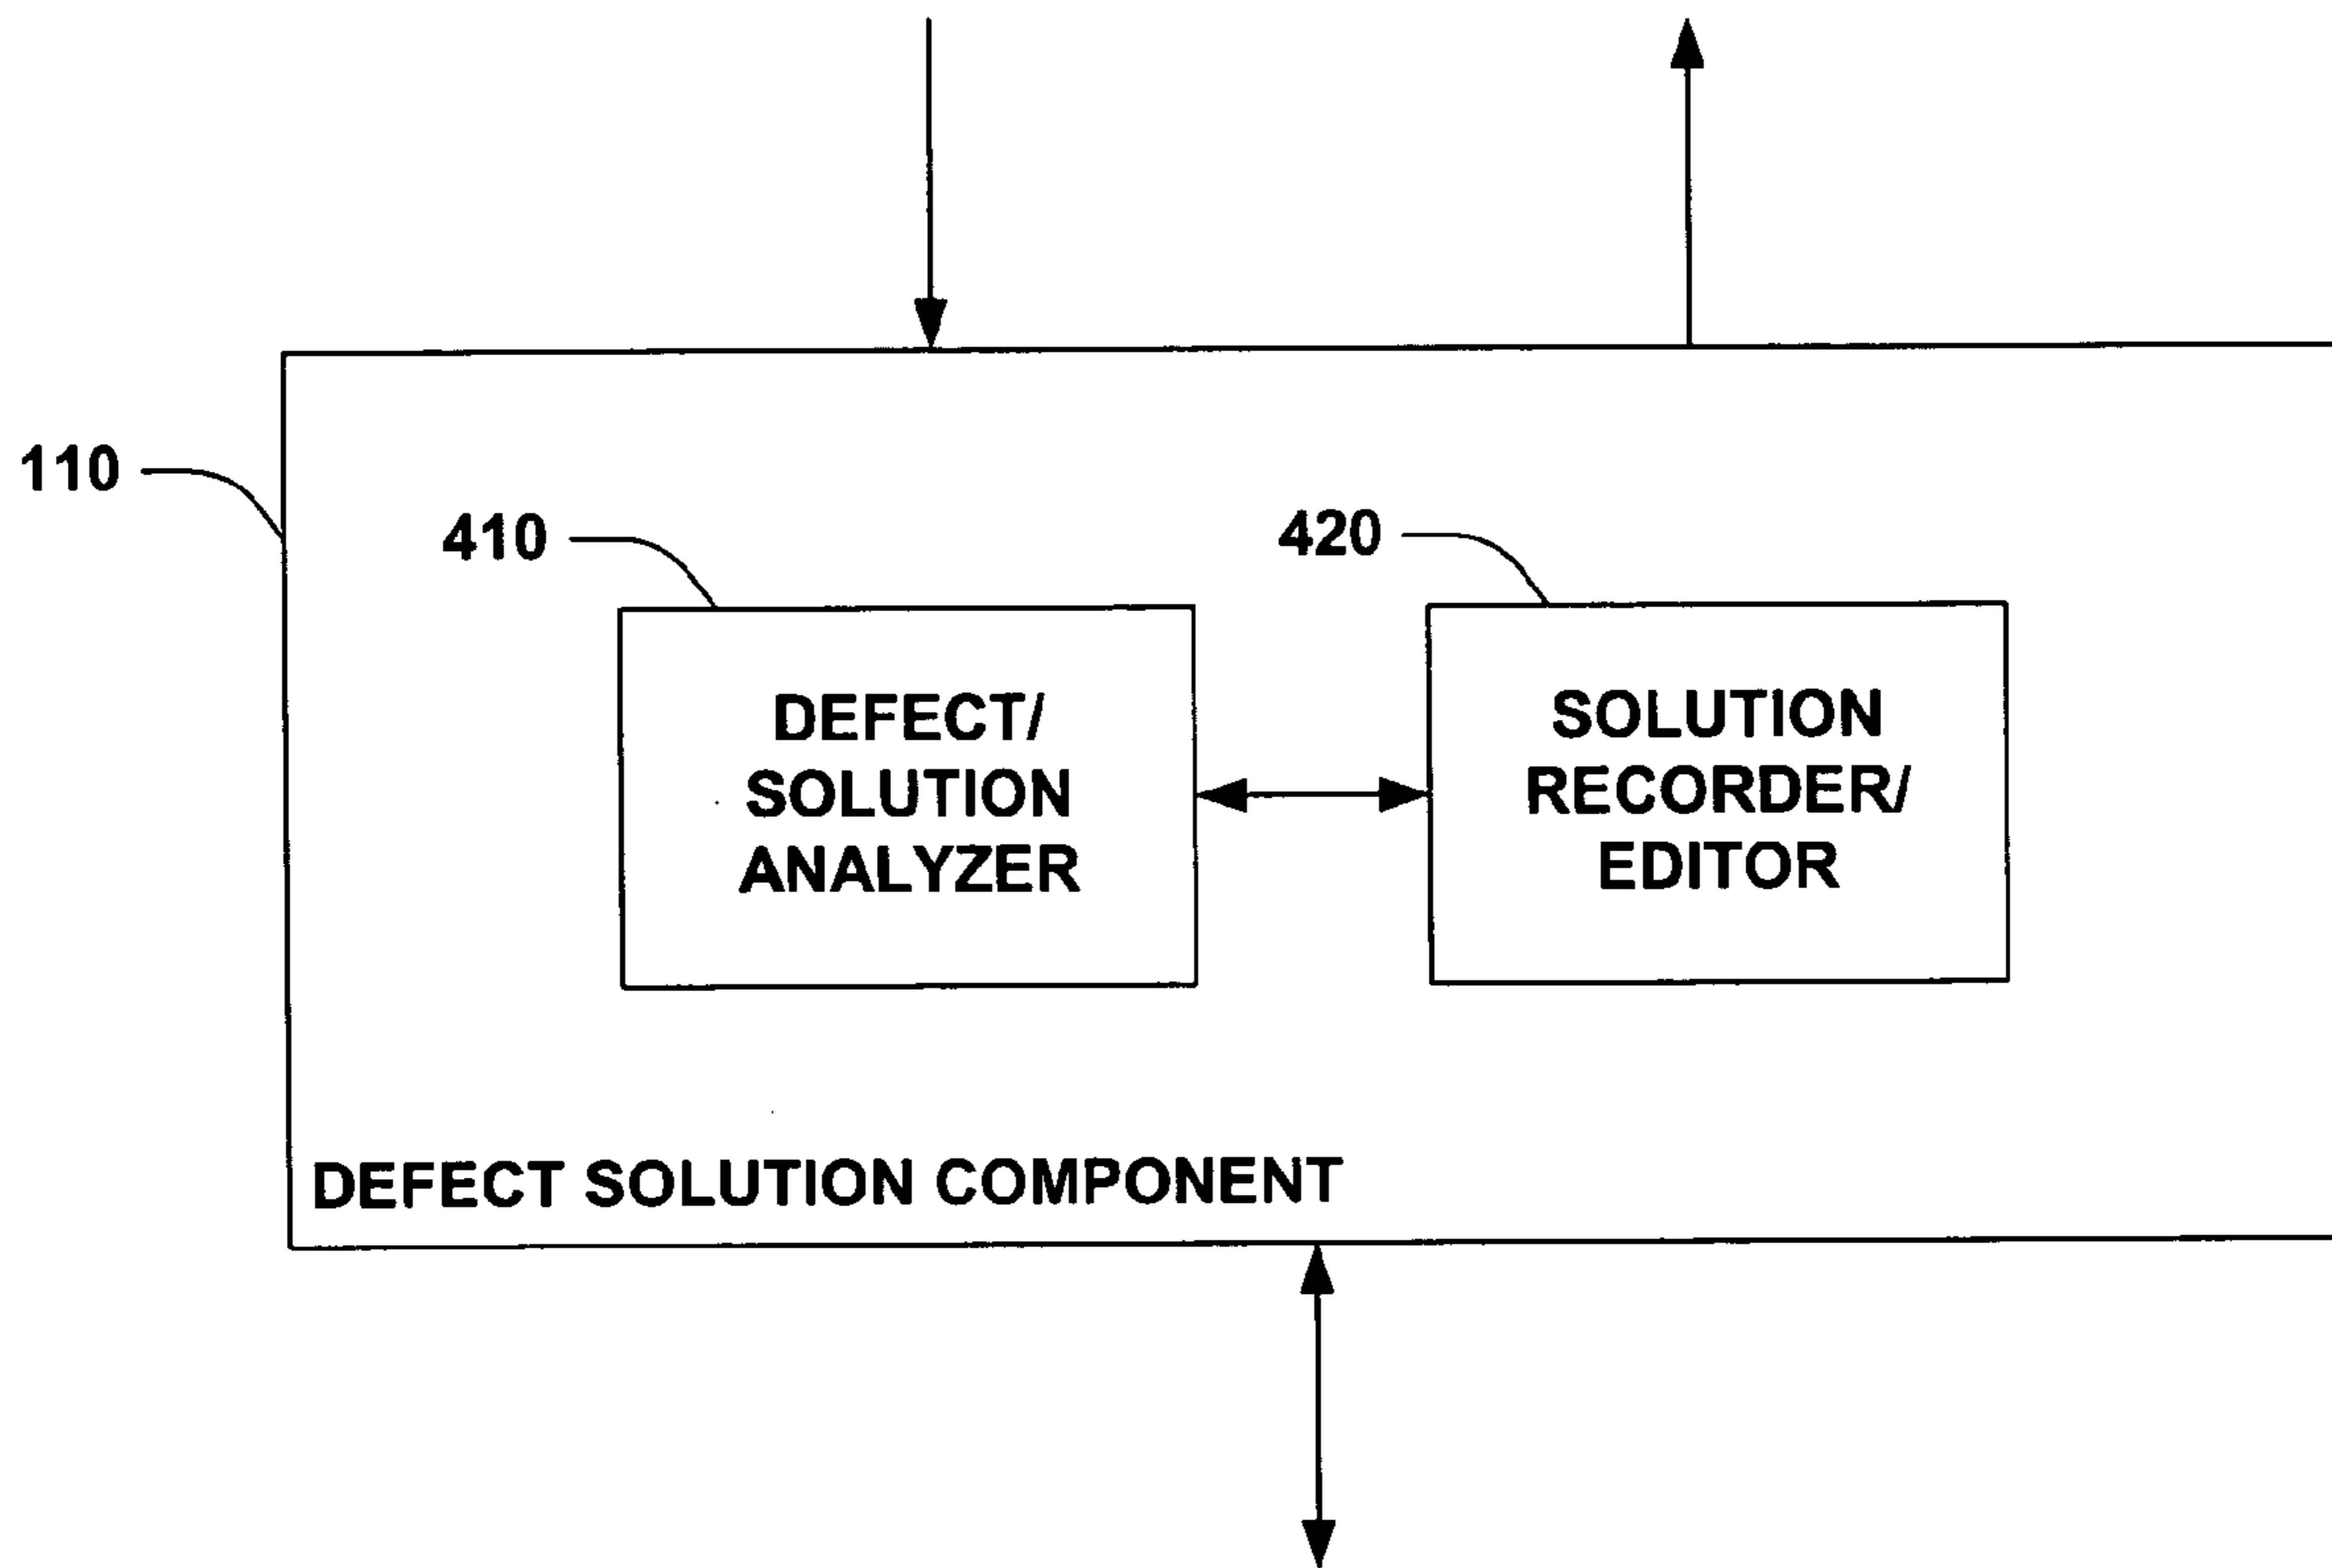 110
410
420
DEFECT/
SOLUTION
ANALYZER
SOLUTION
RECORDER/
EDITOR
DEFECT SOLUTION COMPONENT